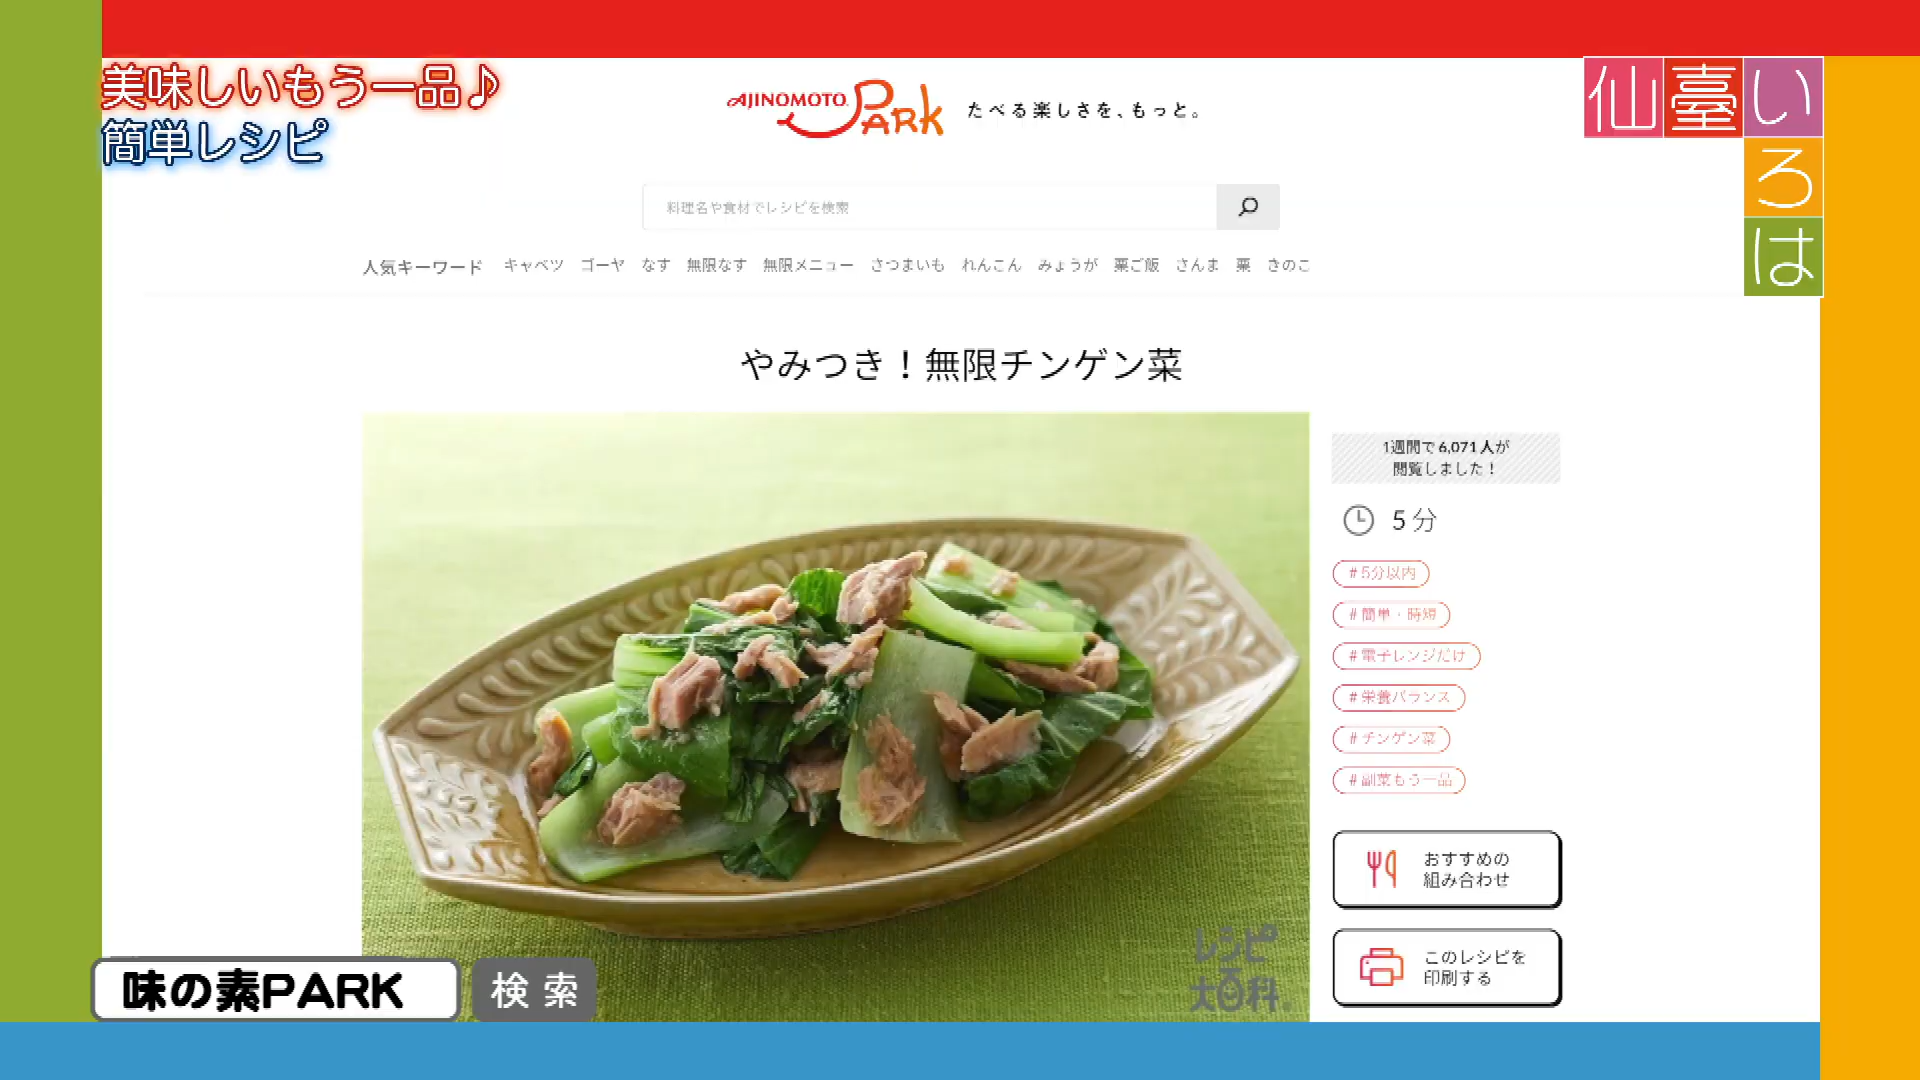 美味しいもう一品♪
簡単レシピ
AJINOMOTO PARK たべる楽しさを、もっと。
仙臺いろは
料理名や食材でレシピを検索
人気キーワード キャベツ ゴーヤ なす 無限なす 無限メニュー さつまいも れんこん みょうが 栗ご飯 さんま 栗 きのこ
やみつき！無限チンゲン菜
1週間で6,071人が
閲覧しました！
5分
#5分以内
#簡単・時短
#電子レンジだけ
#栄養バランス
#チンゲン菜
#副菜もう一品
おすすめの
組み合わせ
このレシピを
印刷する
レシピ
大百科
味の素PARK 検索